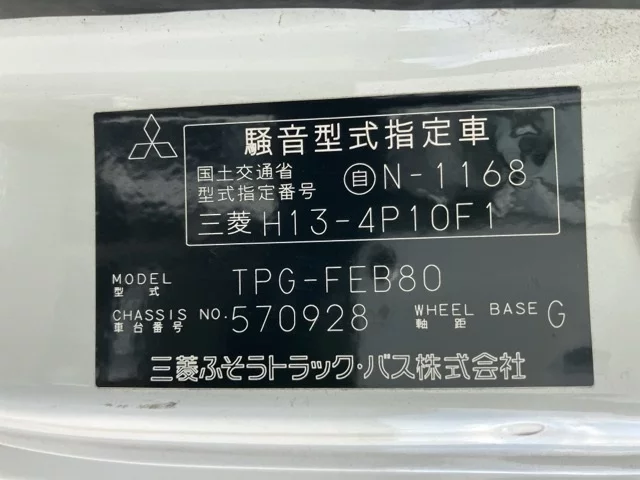 騒音型式指定車
国土交通省
型式指定番号 自N-1168
三菱 H13-4P10F1
MODEL
型式 TPG-FEB80
CHASSIS NO.
車台番号 570928 WHEEL BASE
軸距 G
三菱ふそうトラック・バス株式会社